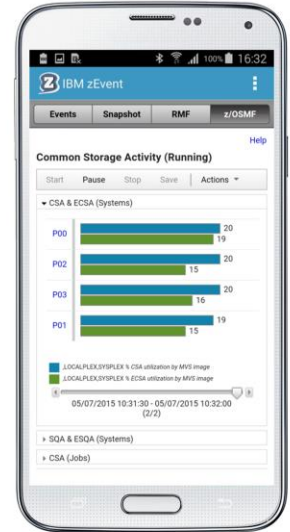 100% 16:32
Z IBM zEvent
Events Snapshot RMF z/OSMF
Help
Common Storage Activity (Running)
Start Pause Stop Save Actions
CSA & ECSA (Systems)
P00 20
19
P02 20
15
P03 20
16
P01 19
15
,LOCALPLEX,SYSPLEX % CSA utilization by MVS image
,LOCALPLEX,SYSPLEX % ECSA utilization by MVS image
05/07/2015 10:31:30 - 05/07/2015 10:32:00
(2/2)
SQA & ESQA (Systems)
CSA (Jobs)